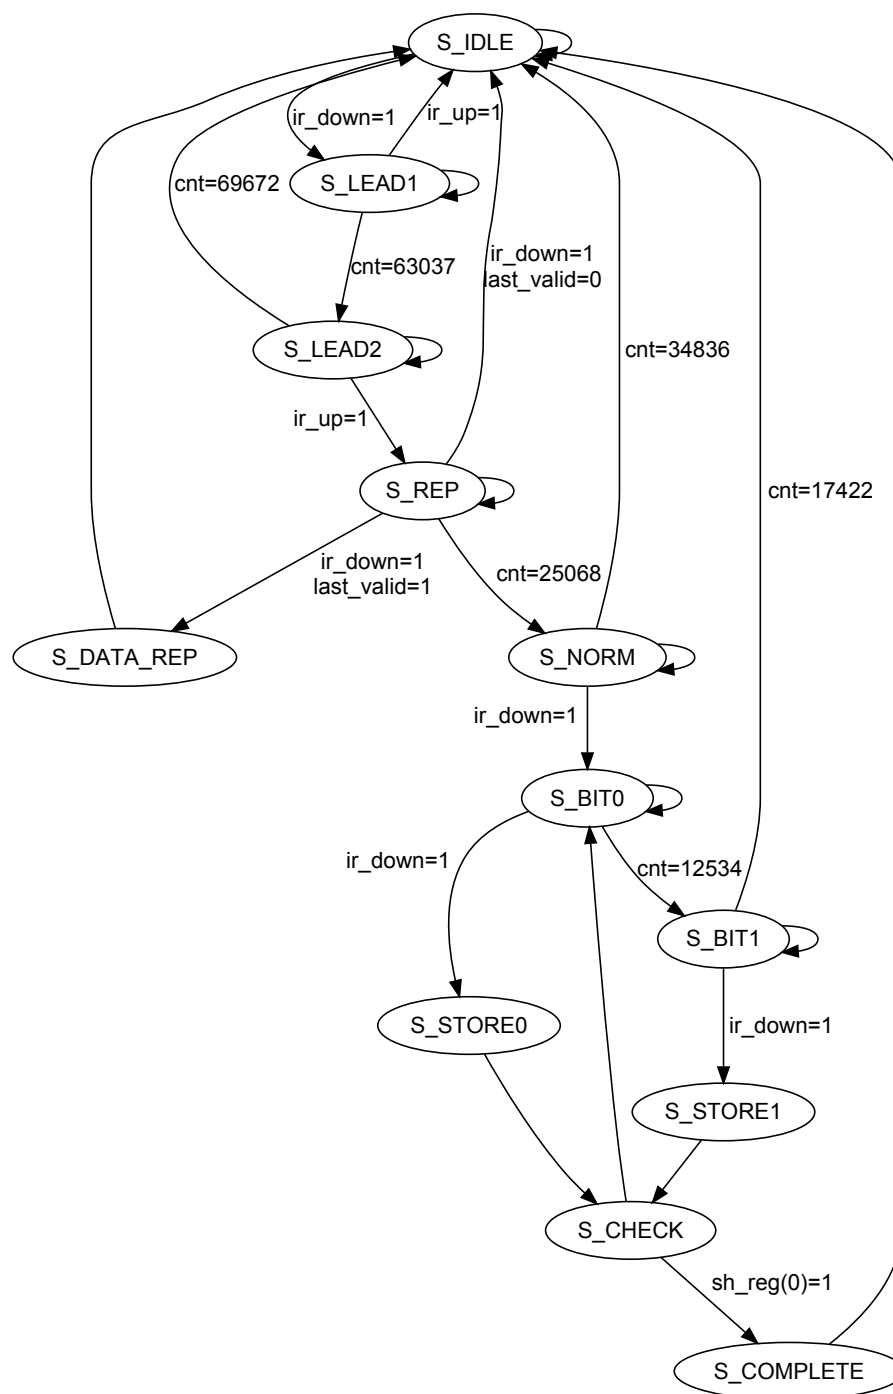 S_IDLE
ir_down=1
ir_up=1
cnt=69672
S_LEAD1
ir_down=1
last_valid=0
cnt=63037
S_LEAD2
cnt=34836
ir_up=1
S_REP
cnt=17422
ir_down=1
last_valid=1
cnt=25068
S_DATA_REP
S_NORM
ir_down=1
S_BIT0
ir_down=1
cnt=12534
S_BIT1
S_STORE0
ir_down=1
S_STORE1
S_CHECK
sh_reg(0)=1
S_COMPLETE